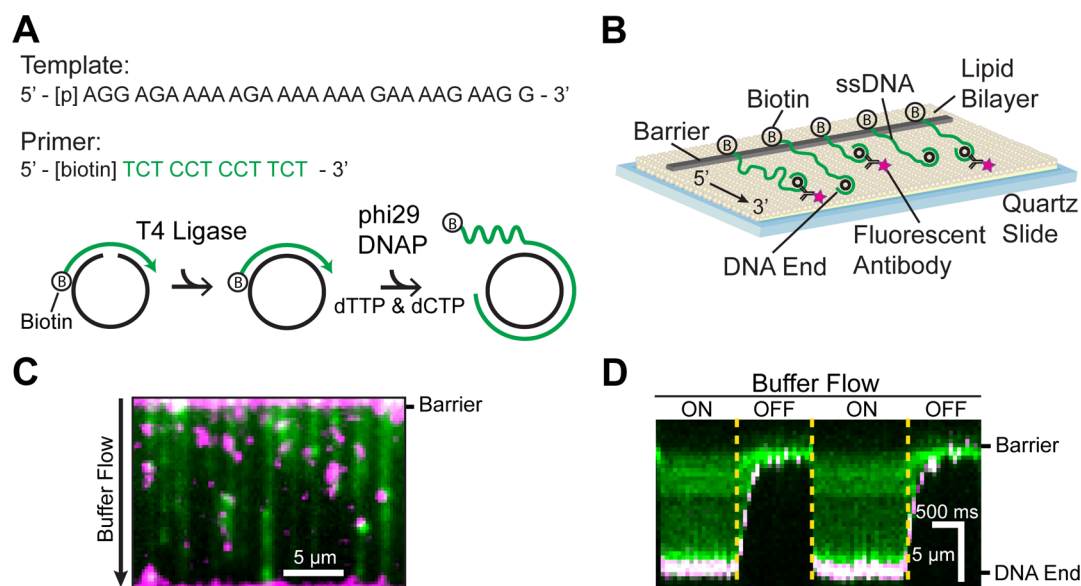 A
Template:
5' - [p] AGG AGA AAA AGA AAA AAA GAA AAG AAG G - 3'
Primer:
5' - [biotin] TCT CCT CCT TCT - 3'
T4 Ligase
phi29
DNAP
dTTP & dCTP
B
B
B
Biotin
B
Barrier
Biotin
ssDNA
Lipid
Bilayer
B
B
B
B
B
5'
3'
DNA End
Fluorescent
Antibody
Quartz
Slide
C
Buffer Flow
Barrier
5 µm
D
Buffer Flow
ON OFF ON OFF
Barrier
500 ms
5 µm
DNA End